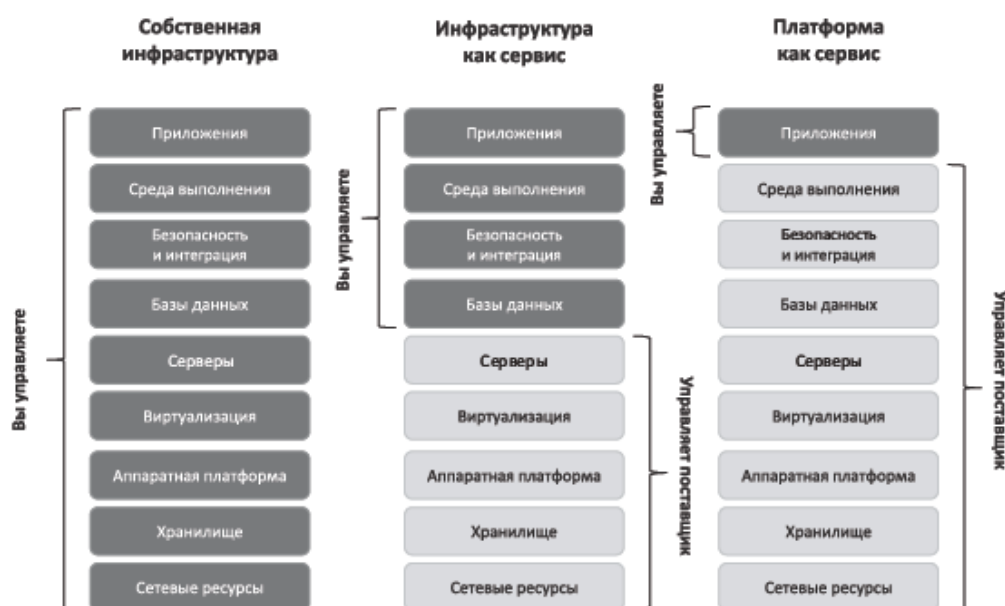 Собственная
инфраструктура
Вы управляете
Приложения
Среда выполнения
Безопасность
и интеграция
Базы данных
Серверы
Виртуализация
Аппаратная платформа
Хранилище
Сетевые ресурсы
Инфраструктура
как сервис
Вы управляете
Приложения
Среда выполнения
Безопасность
и интеграция
Базы данных
Серверы
Виртуализация
Аппаратная платформа
Хранилище
Сетевые ресурсы
Управляет поставщик
Платформа
как сервис
Вы управляете
Приложения
Среда выполнения
Безопасность
и интеграция
Базы данных
Серверы
Виртуализация
Аппаратная платформа
Хранилище
Сетевые ресурсы
Управляет поставщик